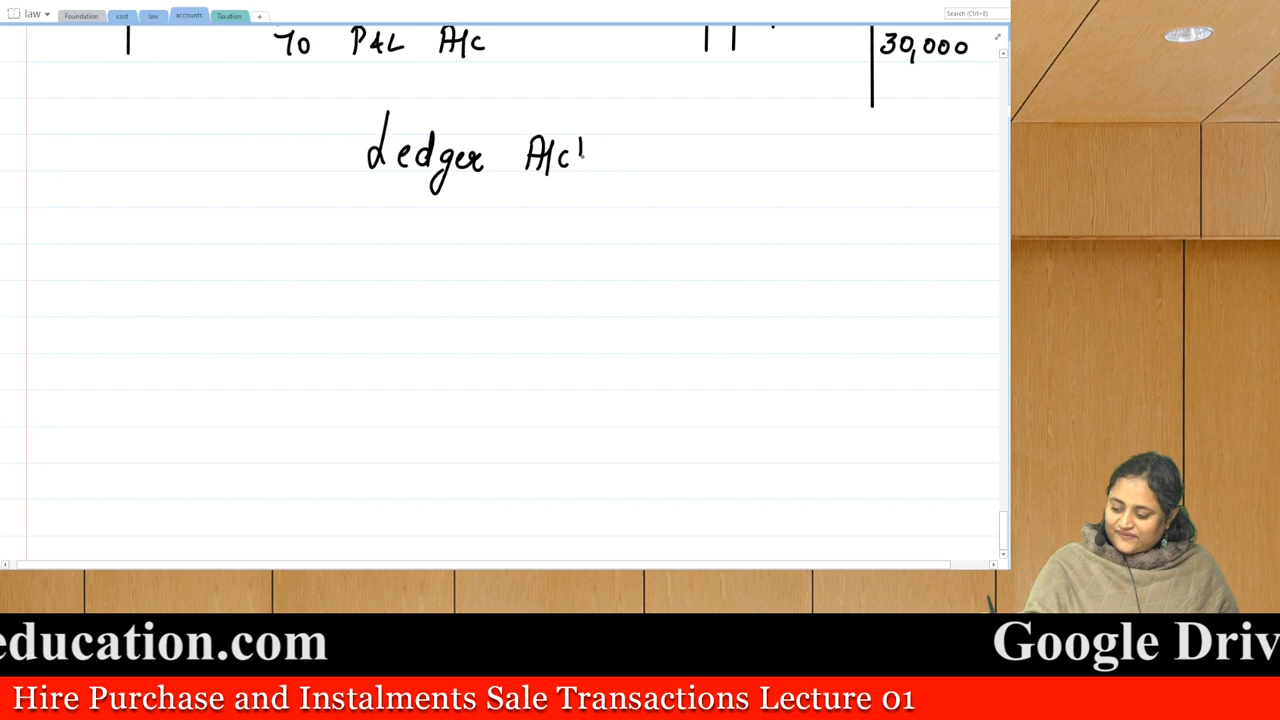 law Foundation cost law accounts Taxation + Search (Ctrl+E)
To P&L A/c 30,000
Ledger A/c'
education.com Google Driv
Hire Purchase and Instalments Sale Transactions Lecture 01